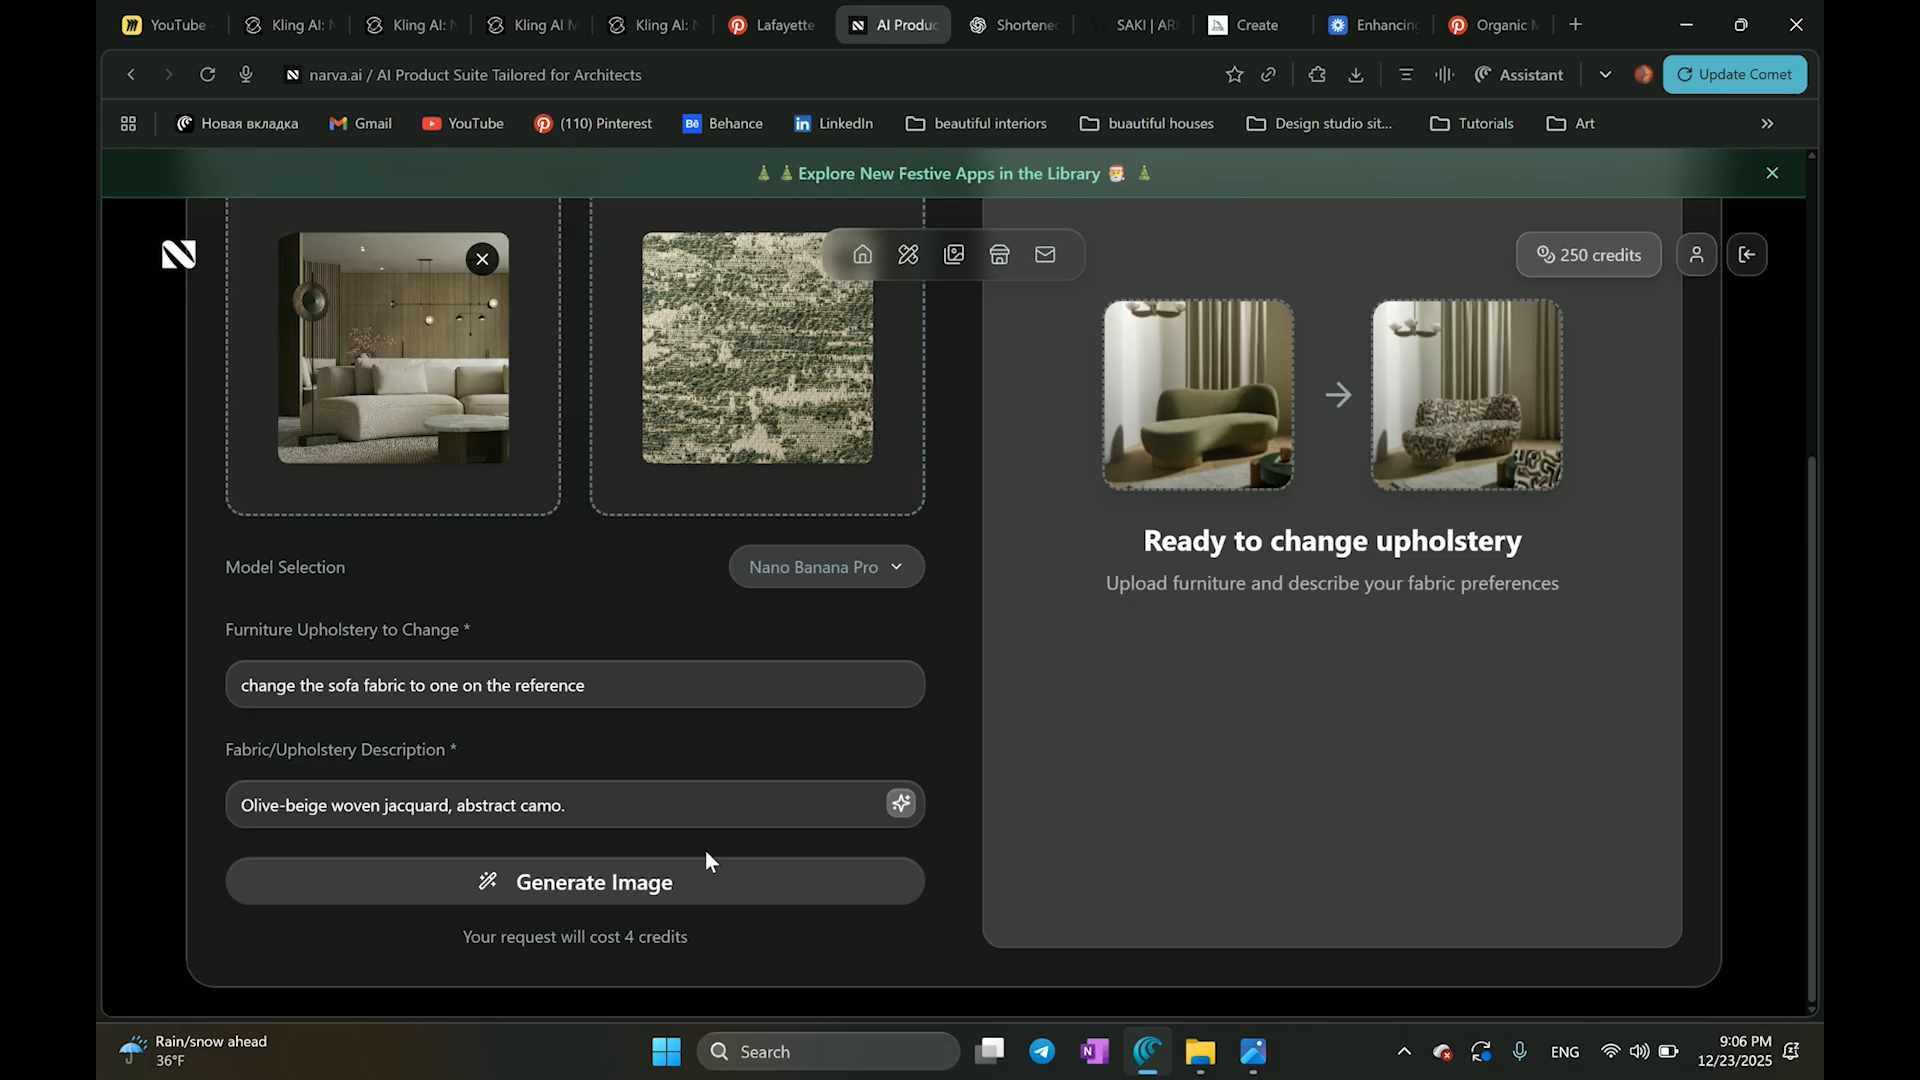 YouTube
Kling AI: N
Kling AI: N
Kling AI M
Kling AI: N
Lafayette
AI Produc
Shortened
SAKI | ARI
Create
Enhancing
Organic M
narva.ai / AI Product Suite Tailored for Architects
Assistant
Update Comet
Новая вкладка
Gmail
YouTube
(110) Pinterest
Bē Behance
LinkedIn
beautiful interiors
buautiful houses
Design studio sit...
Tutorials
Art
Explore New Festive Apps in the Library
250 credits
Ready to change upholstery
Upload furniture and describe your fabric preferences
Model Selection
Nano Banana Pro
Furniture Upholstery to Change *
change the sofa fabric to one on the reference
Fabric/Upholstery Description *
Olive-beige woven jacquard, abstract camo.
Generate Image
Your request will cost 4 credits
Rain/snow ahead
36°F
Search
ENG
9:06 PM
12/23/2025